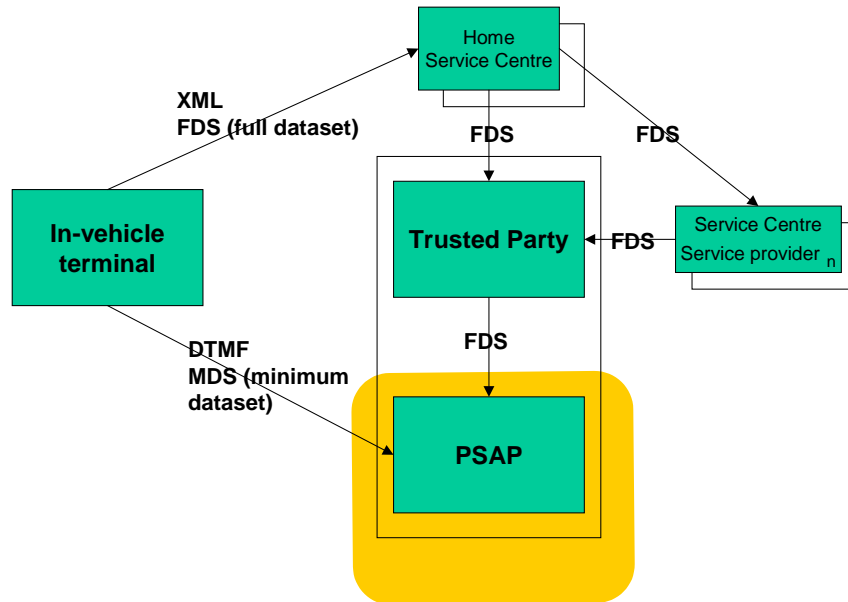 Home
Service Centre
XML
FDS (full dataset)
FDS
FDS
In-vehicle
terminal
Trusted Party
FDS
Service Centre
Service provider n
DTMF
MDS (minimum
dataset)
FDS
PSAP